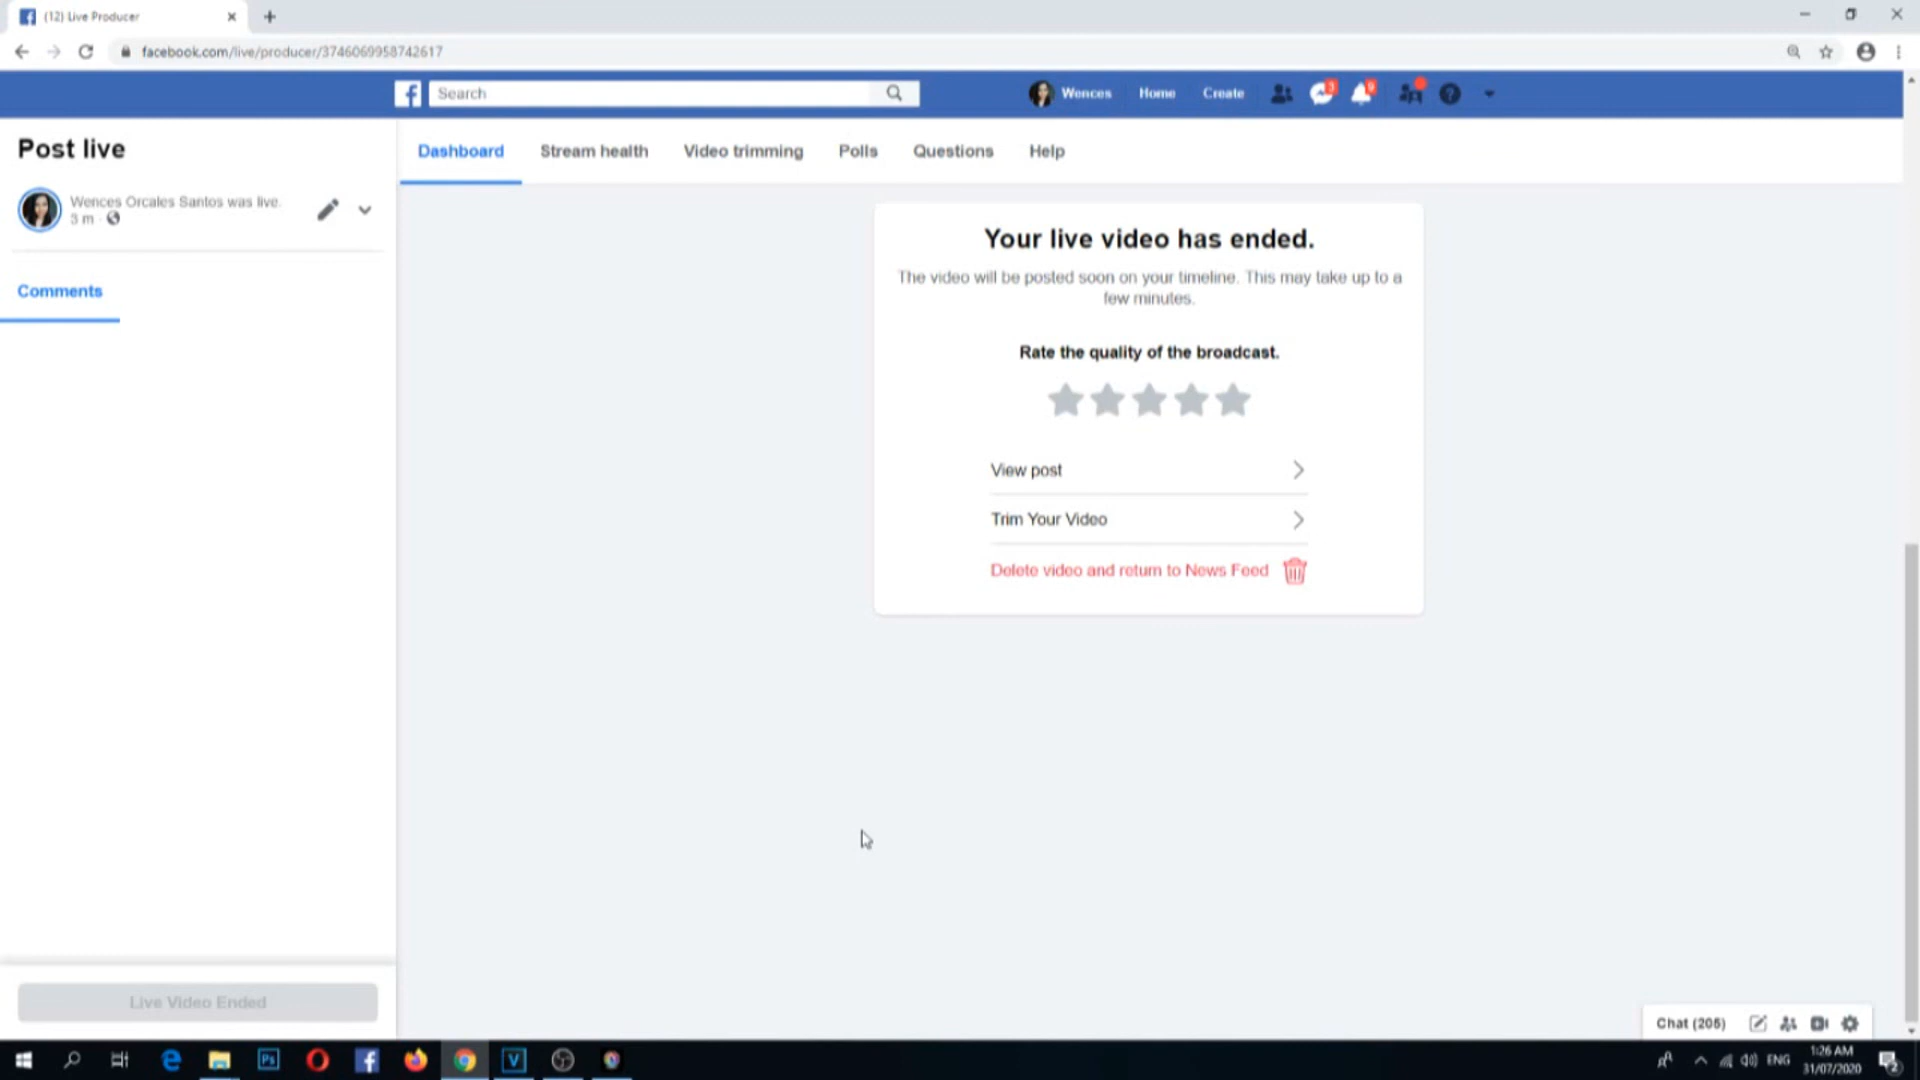 (12) Live Producer
facebook.com/live/producer/3746069958742617
Search
Wences
Home
Create
Post live
Wences Orcales Santos was live.
3 m
Comments
Dashboard
Stream health
Video trimming
Polls
Questions
Help
Your live video has ended.
The video will be posted soon on your timeline. This may take up to a
few minutes.
Rate the quality of the broadcast.
View post
Trim Your Video
Delete video and return to News Feed
Live Video Ended
Chat (205)
Ps
V
ENG
1:26 AM
31/07/2020
2